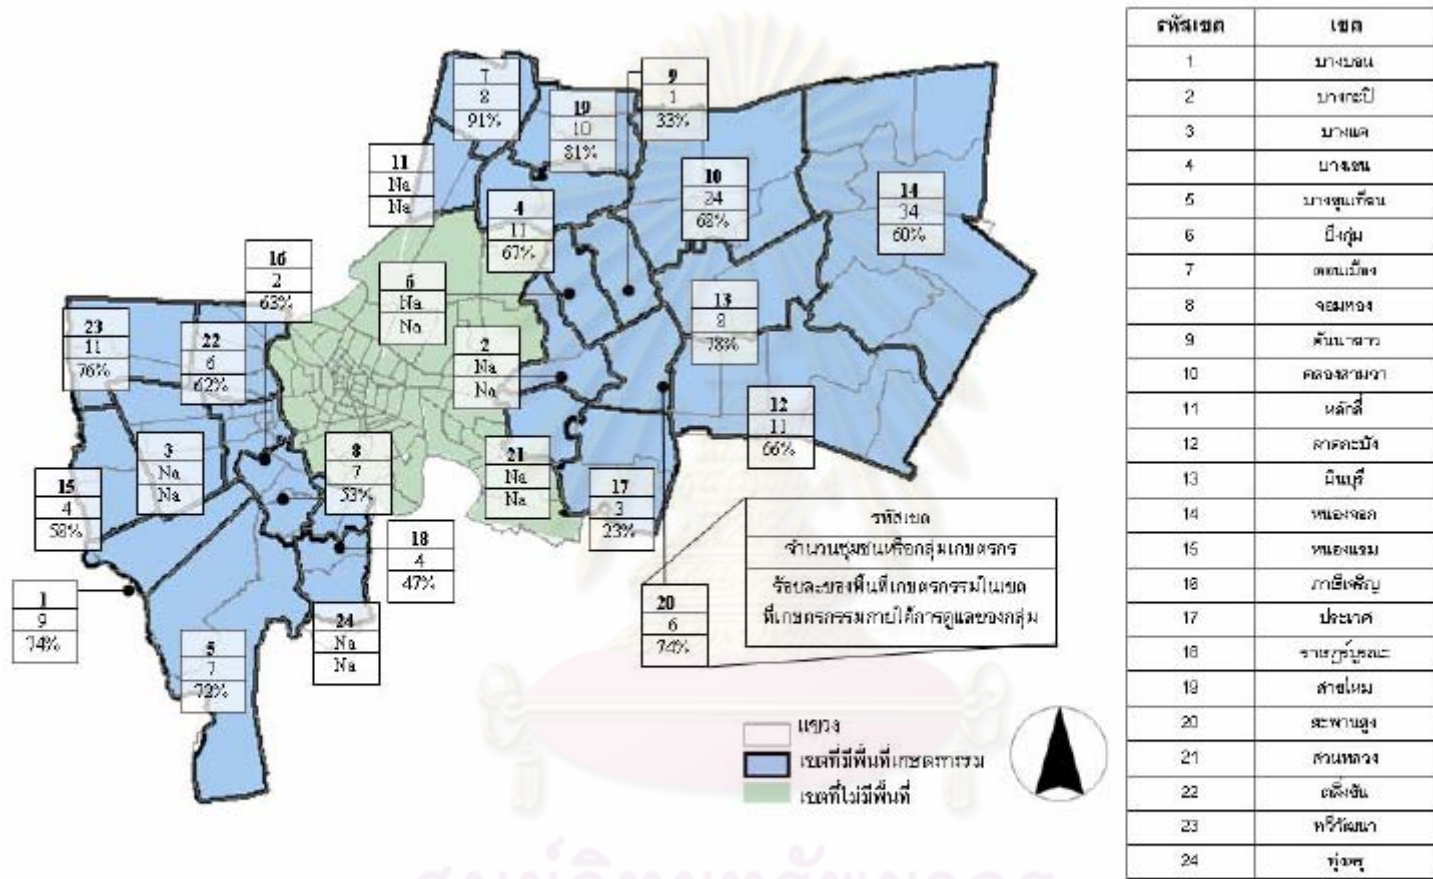 7
8
91%
19
10
81%
9
1
33%
11
Na
Na
4
11
67%
10
24
68%
14
34
60%
16
2
63%
6
Na
Na
13
8
78%
23
11
76%
22
6
62%
2
Na
Na
12
11
66%
3
Na
Na
8
7
53%
21
Na
Na
17
3
23%
15
4
58%
18
4
47%
1
9
74%
24
Na
Na
20
6
74%
5
7
72%
รหัสเขต
จำนวนชุมชนหรือกลุ่มเกษตรกร
ร้อยละของพื้นที่เกษตรกรรมในเขต
ที่เกษตรกรรมภายใต้การดูแลของกลุ่ม
แขวง
เขตที่มีพื้นที่เกษตรกรรม
เขตที่ไม่มีพื้นที่
รหัสเขต เขต
1 บางบอน
2 บางกะปิ
3 บางแค
4 บางเขน
5 บางขุนเทียน
6 บึงกุ่ม
7 ดอนเมือง
8 จอมทอง
9 คันนายาว
10 คลองสามวา
11 หลักสี่
12 ลาดกระบัง
13 มีนบุรี
14 หนองจอก
15 หนองแขม
16 ภาษีเจริญ
17 ประเวศ
18 ราษฎร์บูรณะ
19 สายไหม
20 สะพานสูง
21 สวนหลวง
22 ตลิ่งชัน
23 ทวีวัฒนา
24 ทุ่งครุ